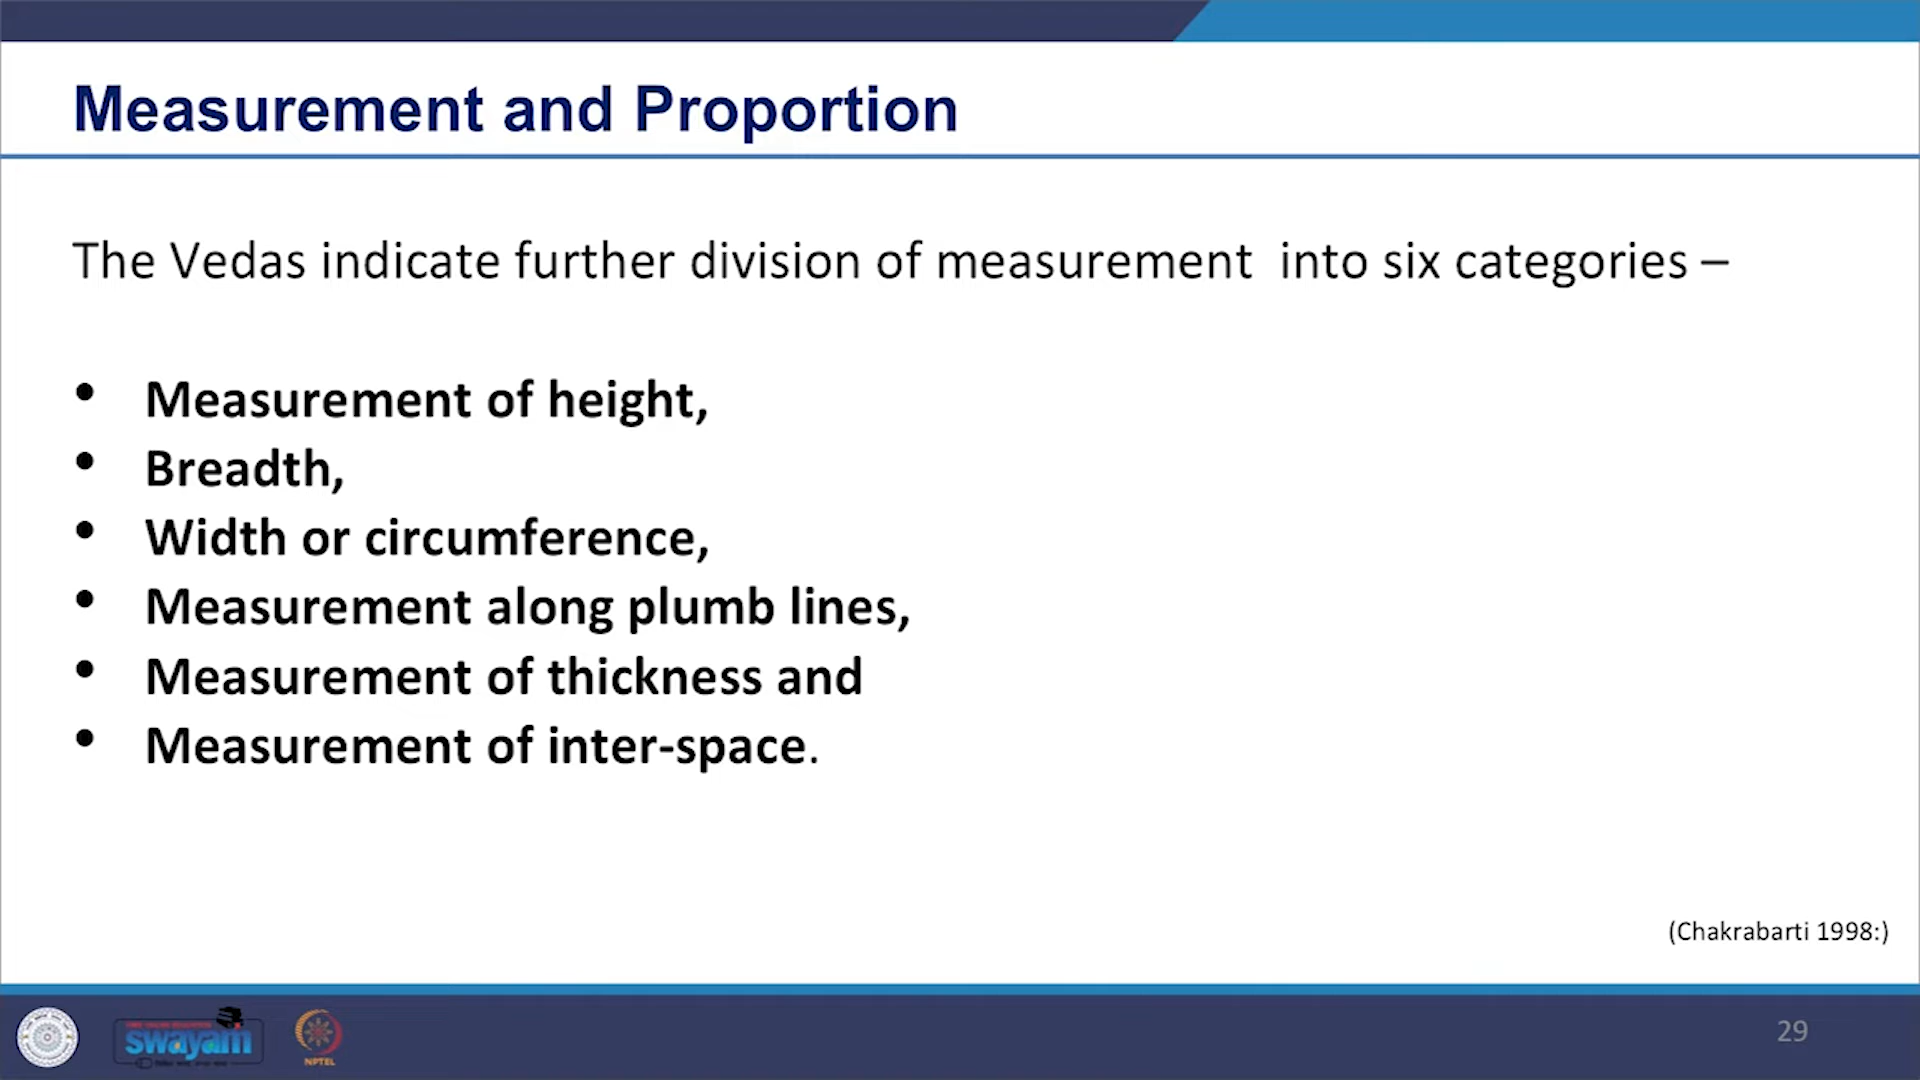 Measurement and Proportion
The Vedas indicate further division of measurement into six categories –
• Measurement of height,
• Breadth,
• Width or circumference,
• Measurement along plumb lines,
• Measurement of thickness and
• Measurement of inter-space.
(Chakrabarti 1998:)
swayam
NPTEL
29